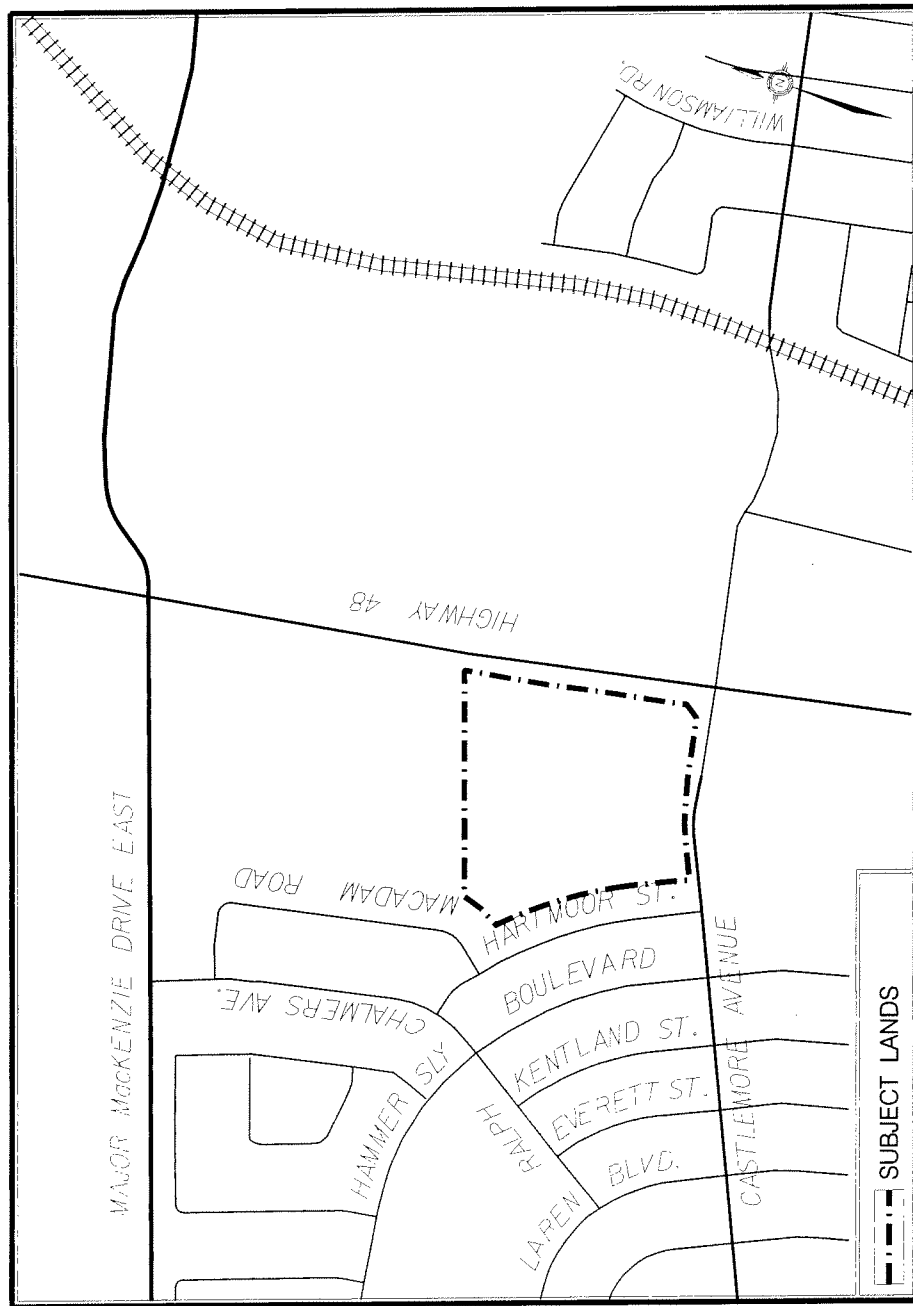 MAJOR MacKENZIE DRIVE EAST
WILLIAMSON RD.
N
HIGHWAY 48
MACADAM ROAD
HARTMOOR ST.
CHALMERS AVE.
HAMMER SLY BOULEVARD
KENTLAND ST.
RALPH
EVERETT ST.
LAREN BLVD.
CASTLEMORE AVENUE
SUBJECT LANDS